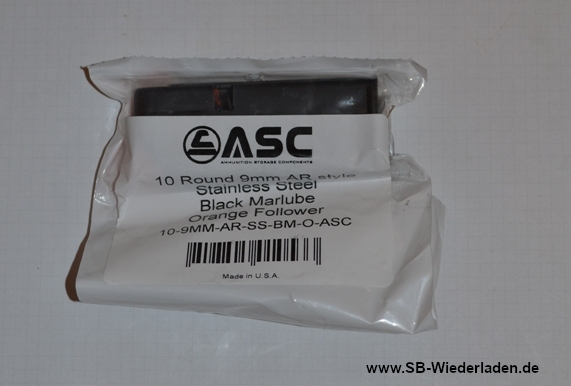 ASC
AMMUNITION STORAGE COMPONENTS
10 Round 9mm AR style
Stainless Steel
Black Marlube
Orange Follower
10-9MM-AR-SS-BM-O-ASC
Made in U.S.A.
www.SB-Wiederladen.de